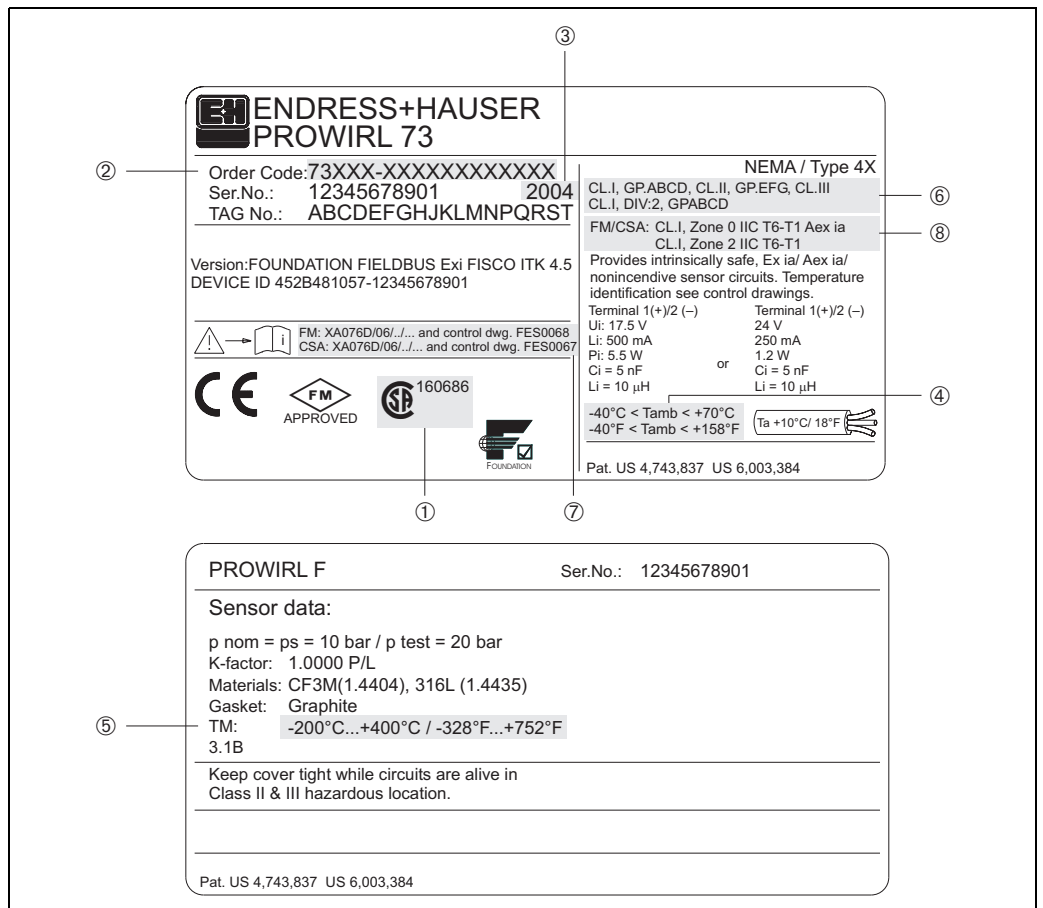 ③
E+H ENDRESS+HAUSER
PROWIRL 73
② Order Code: 73XXX-XXXXXXXXXXXX
Ser.No.: 12345678901 2004
TAG No.: ABCDEFGHJKLMNPQRST
Version:FOUNDATION FIELDBUS Exi FISCO ITK 4.5
DEVICE ID 452B481057-12345678901
i FM: XA076D/06/../... and control dwg. FES0068
CSA: XA076D/06/../... and control dwg. FES0067
CE FM APPROVED
CSA 160686
FOUNDATION
NEMA / Type 4X
CL.I, GP.ABCD, CL.II, GP.EFG, CL.III ⑥
CL.I, DIV:2, GPABCD
FM/CSA: CL.I, Zone 0 IIC T6-T1 Aex ia ⑧
CL.I, Zone 2 IIC T6-T1
Provides intrinsically safe, Ex ia/ Aex ia/
nonincendive sensor circuits. Temperature
identification see control drawings.
Terminal 1(+)/2 (–) Terminal 1(+)/2 (–)
Ui: 17.5 V 24 V
Li: 500 mA 250 mA
Pi: 5.5 W 1.2 W
or
Ci = 5 nF Ci = 5 nF
Li = 10 µH Li = 10 µH
④
-40°C < Tamb < +70°C
-40°F < Tamb < +158°F
Ta +10°C/ 18°F
Pat. US 4,743,837 US 6,003,384
① ⑦
PROWIRL F Ser.No.: 12345678901
Sensor data:
p nom = ps = 10 bar / p test = 20 bar
K-factor: 1.0000 P/L
Materials: CF3M(1.4404), 316L (1.4435)
Gasket: Graphite
⑤ TM: -200°C...+400°C / -328°F...+752°F
3.1B
Keep cover tight while circuits are alive in
Class II & III hazardous location.
Pat. US 4,743,837 US 6,003,384